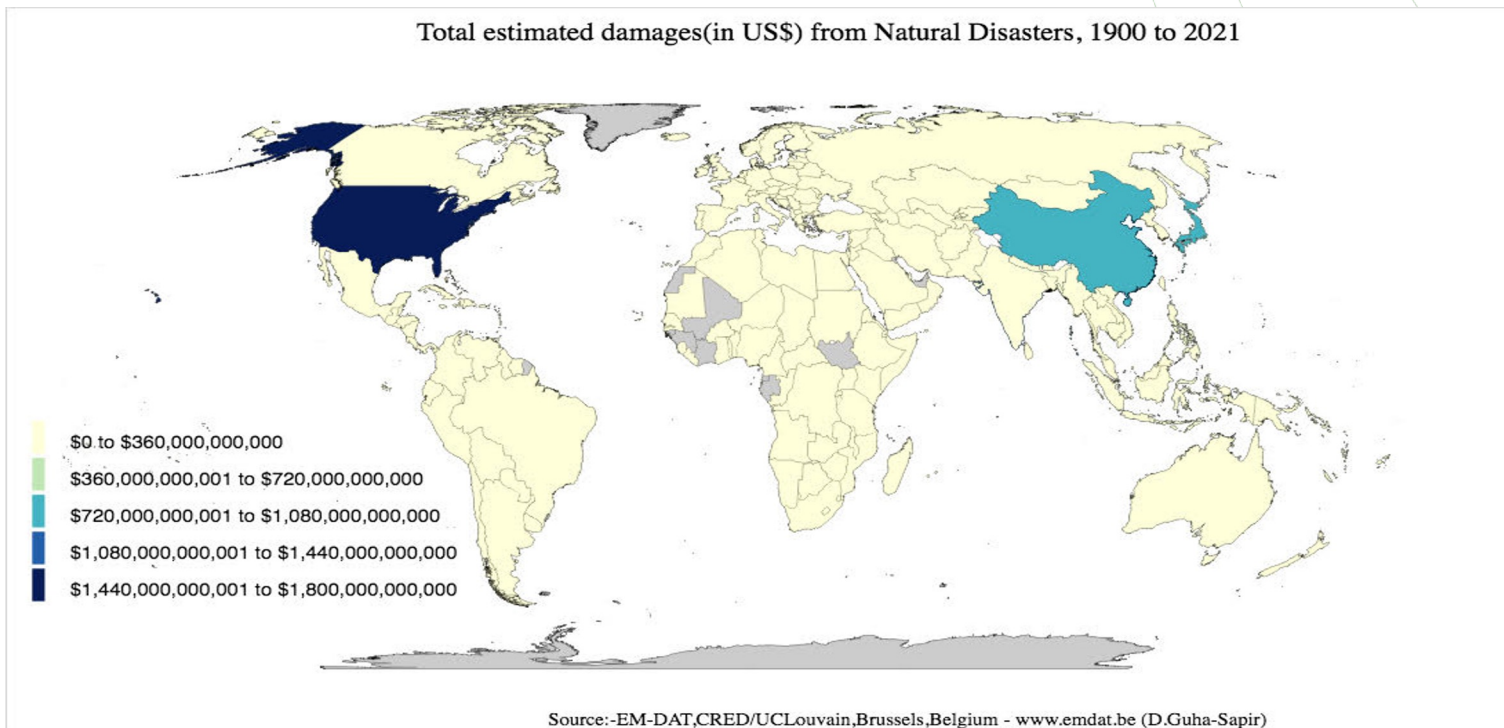 Total estimated damages(in US$) from Natural Disasters, 1900 to 2021
$0 to $360,000,000,000
$360,000,000,001 to $720,000,000,000
$720,000,000,001 to $1,080,000,000,000
$1,080,000,000,001 to $1,440,000,000,000
$1,440,000,000,001 to $1,800,000,000,000
Source:-EM-DAT,CRED/UCLouvain,Brussels,Belgium - www.emdat.be (D.Guha-Sapir)